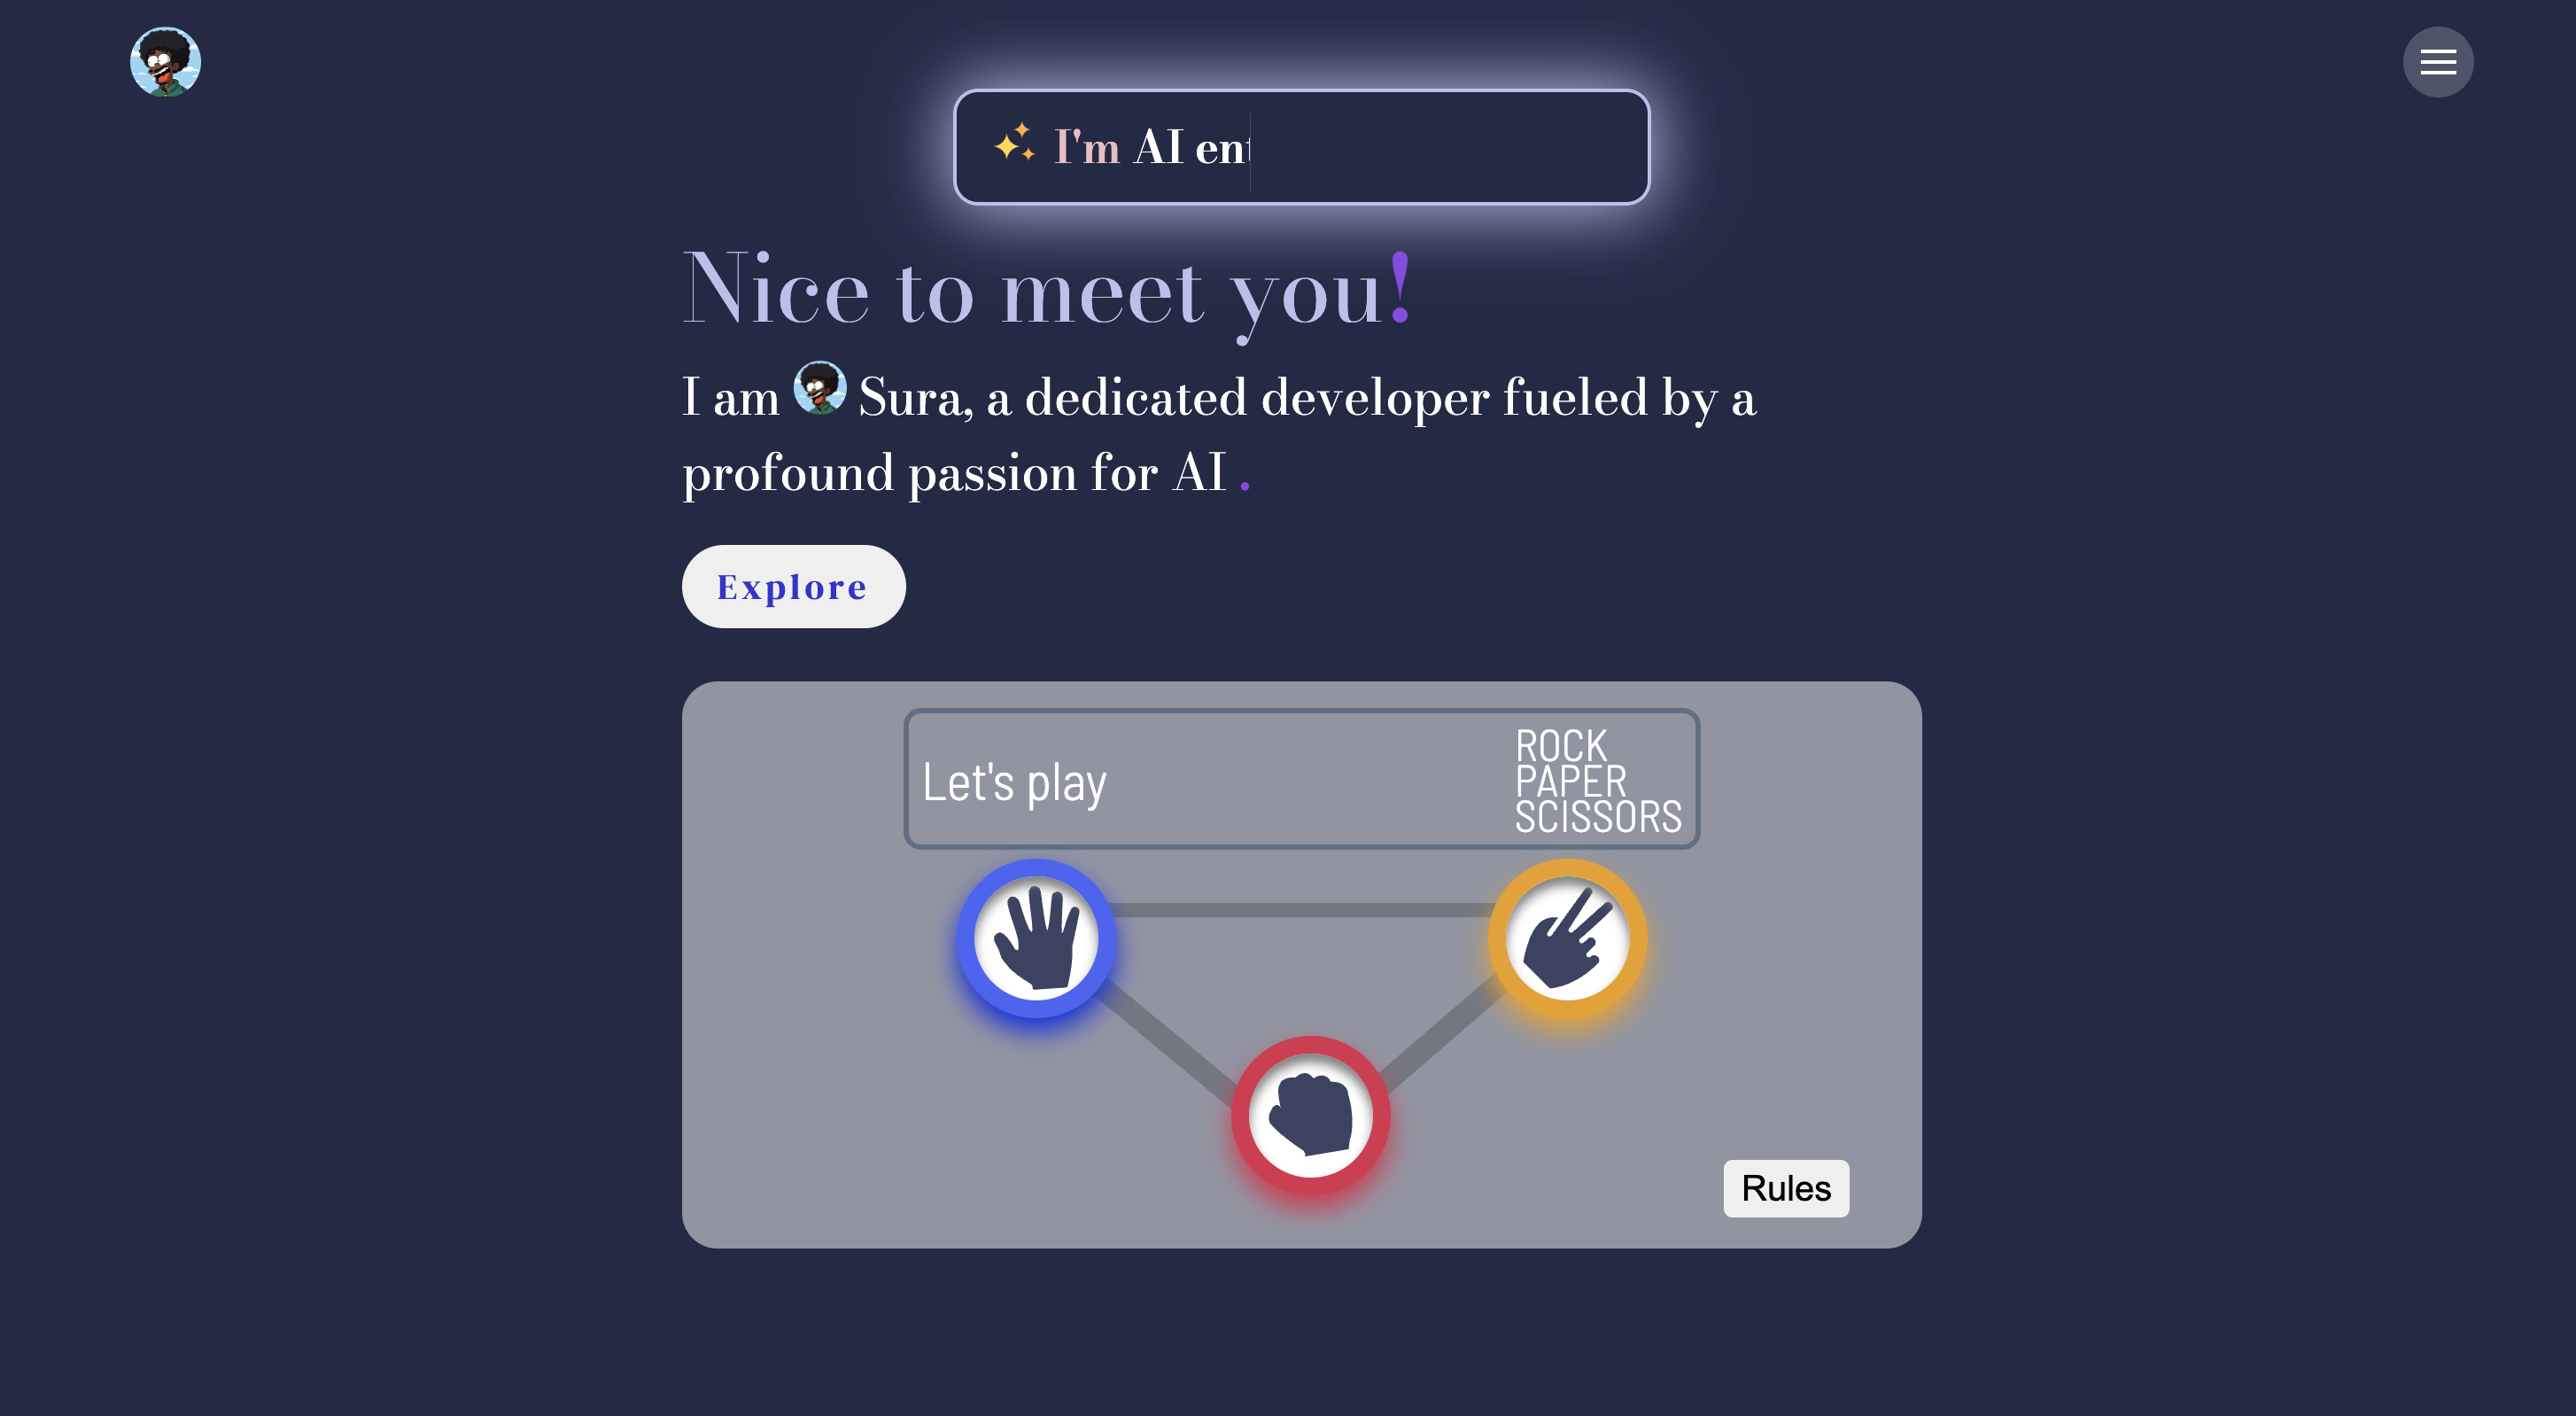 I'm AI en
Nice to meet you!
I am Sura, a dedicated developer fueled by a
profound passion for AI .
Explore
Let's play
ROCK
PAPER
SCISSORS
Rules